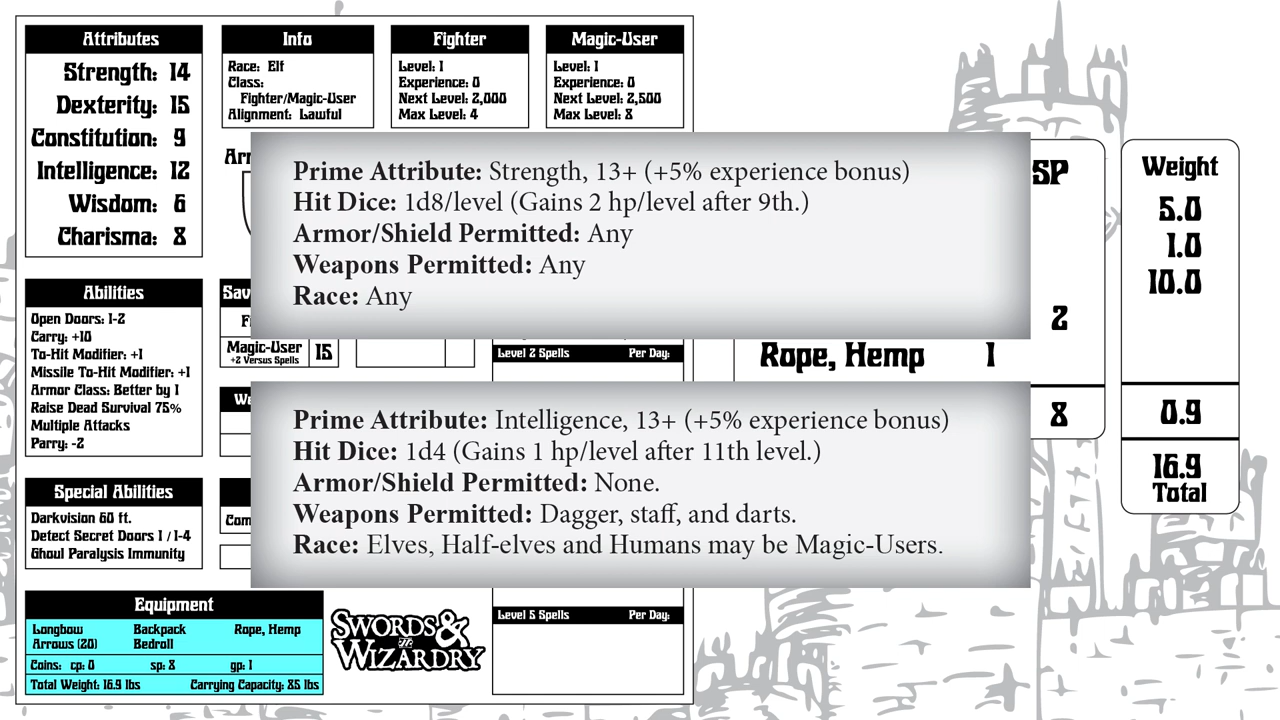 Attributes
Strength: 14
Dexterity: 15
Constitution: 9
Intelligence: 12
Wisdom: 6
Charisma: 8
Info
Race: Elf
Class:
Fighter/Magic-User
Alignment: Lawful
Fighter
Level: 1
Experience: 0
Next Level: 2,000
Max Level: 4
Magic-User
Level: 1
Experience: 0
Next Level: 2,500
Max Level: 8
Prime Attribute: Strength, 13+ (+5% experience bonus)
Hit Dice: 1d8/level (Gains 2 hp/level after 9th.)
Armor/Shield Permitted: Any
Weapons Permitted: Any
Race: Any
SP
2
Rope, Hemp 1
8
Weight
5.0
1.0
10.0
0.9
16.9
Total
Abilities
Open Doors: 1-2
Carry: +10
To-Hit Modifier: +1
Missile To-Hit Modifier: +1
Armor Class: Better by 1
Raise Dead Survival 75%
Multiple Attacks
Parry: -2
Magic-User 15
+2 Versus Spells
Level 2 Spells Per Day:
Prime Attribute: Intelligence, 13+ (+5% experience bonus)
Hit Dice: 1d4 (Gains 1 hp/level after 11th level.)
Armor/Shield Permitted: None.
Weapons Permitted: Dagger, staff, and darts.
Race: Elves, Half-elves and Humans may be Magic-Users.
Special Abilities
Darkvision 60 ft.
Detect Secret Doors 1 / 1-4
Ghoul Paralysis Immunity
Equipment
Longbow Backpack Rope, Hemp
Arrows (20) Bedroll
Coins: cp: 0 sp: 8 gp: 1
Total Weight: 16.9 lbs Carrying Capacity: 85 lbs
SWORDS &
WIZARDRY
Level 5 Spells Per Day: